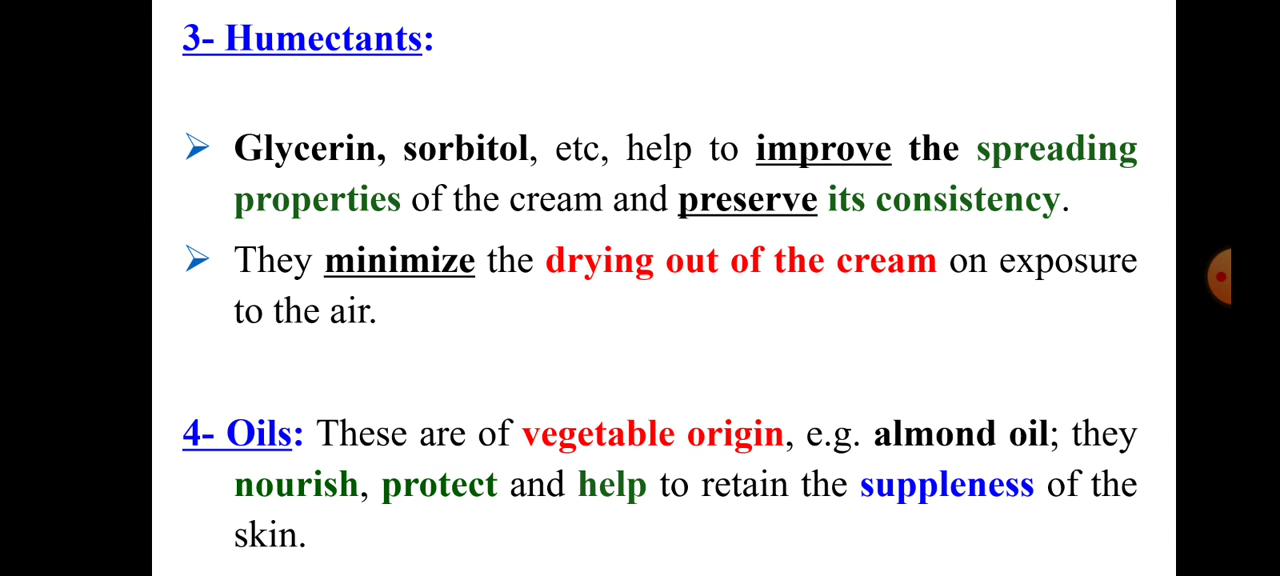 3- Humectants:
➢ Glycerin, sorbitol, etc, help to improve the spreading
properties of the cream and preserve its consistency.
➢ They minimize the drying out of the cream on exposure
to the air.
4- Oils: These are of vegetable origin, e.g. almond oil; they
nourish, protect and help to retain the suppleness of the
skin.